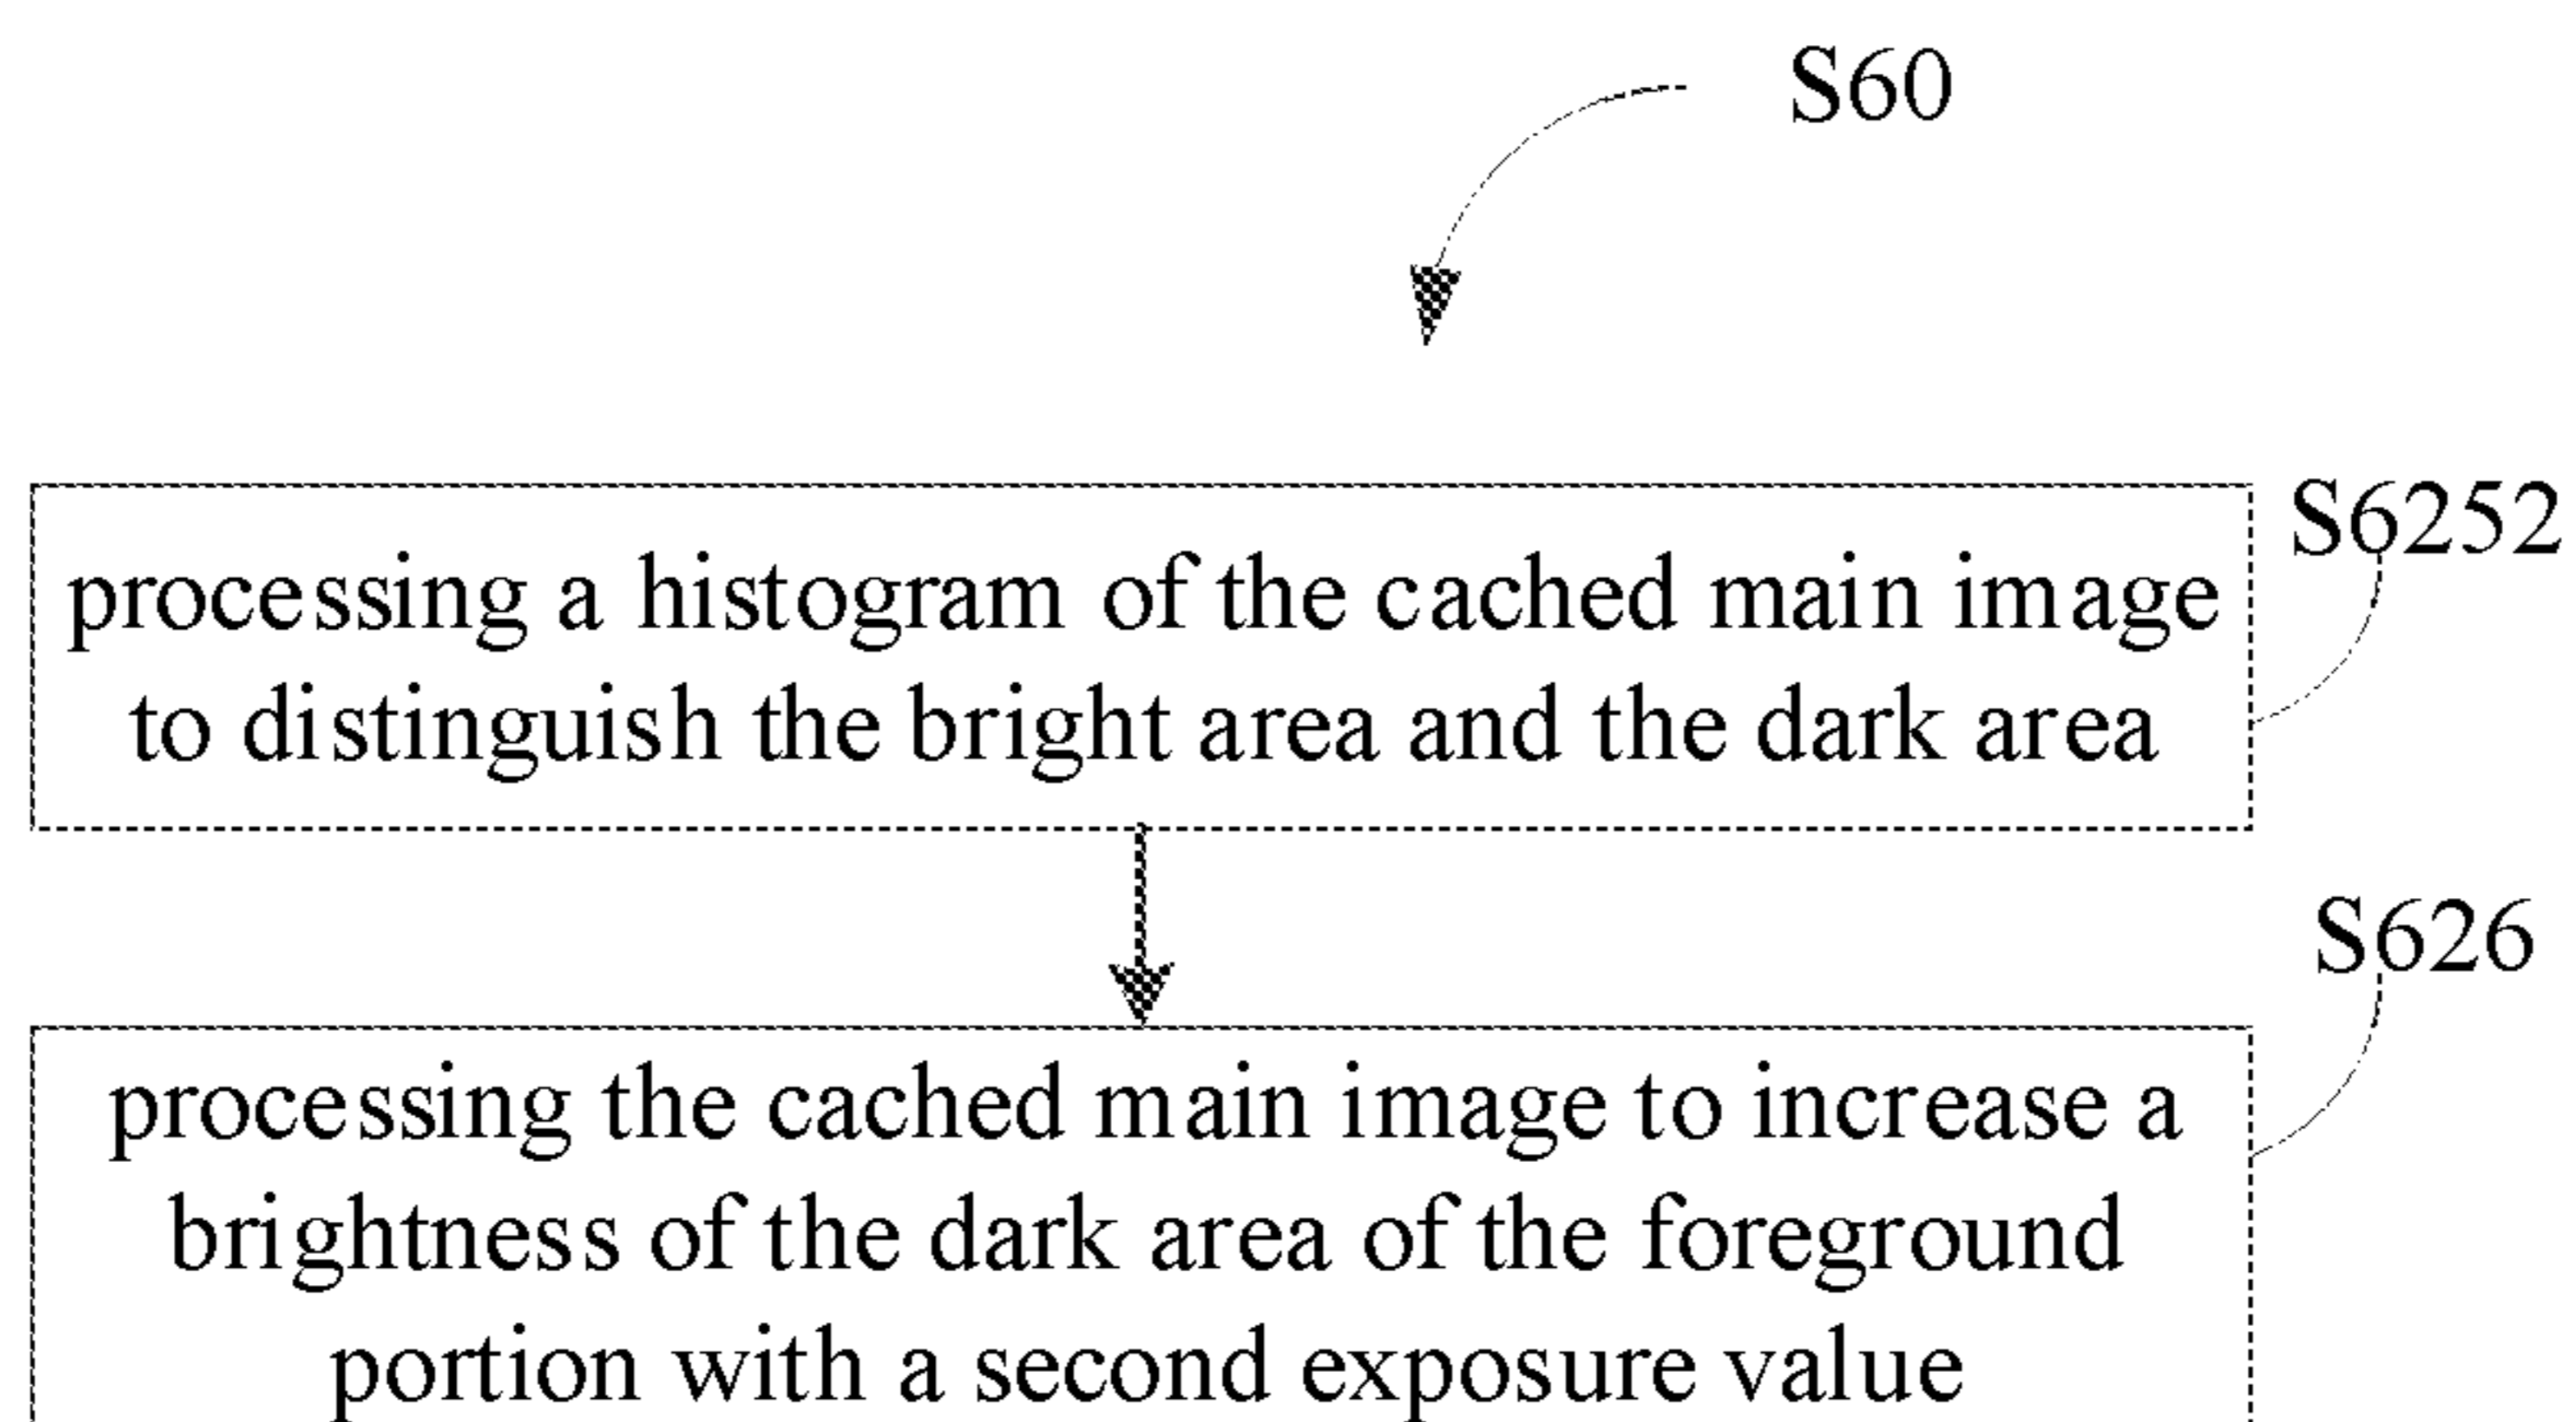 S60
S6252
processing a histogram of the cached main image
to distinguish the bright area and the dark area
S626
processing the cached main image to increase a
brightness of the dark area of the foreground
portion with a second exposure value